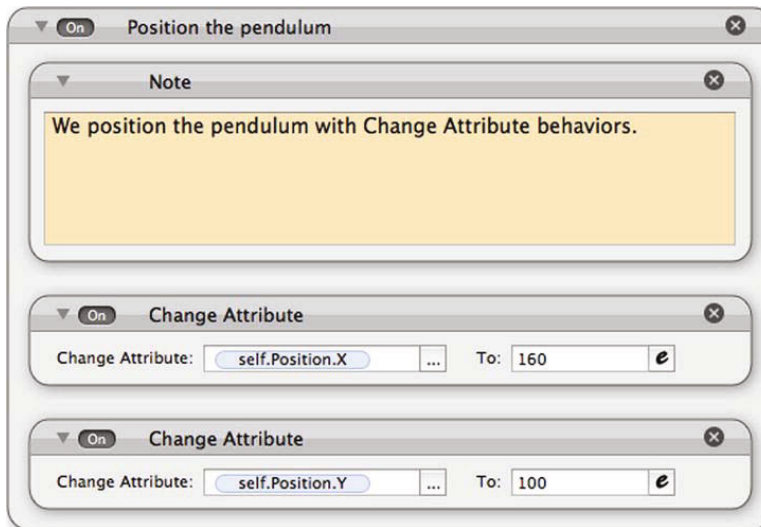 On Position the pendulum
Note
We position the pendulum with Change Attribute behaviors.
On Change Attribute
Change Attribute: self.Position.X ... To: 160 e
On Change Attribute
Change Attribute: self.Position.Y ... To: 100 e